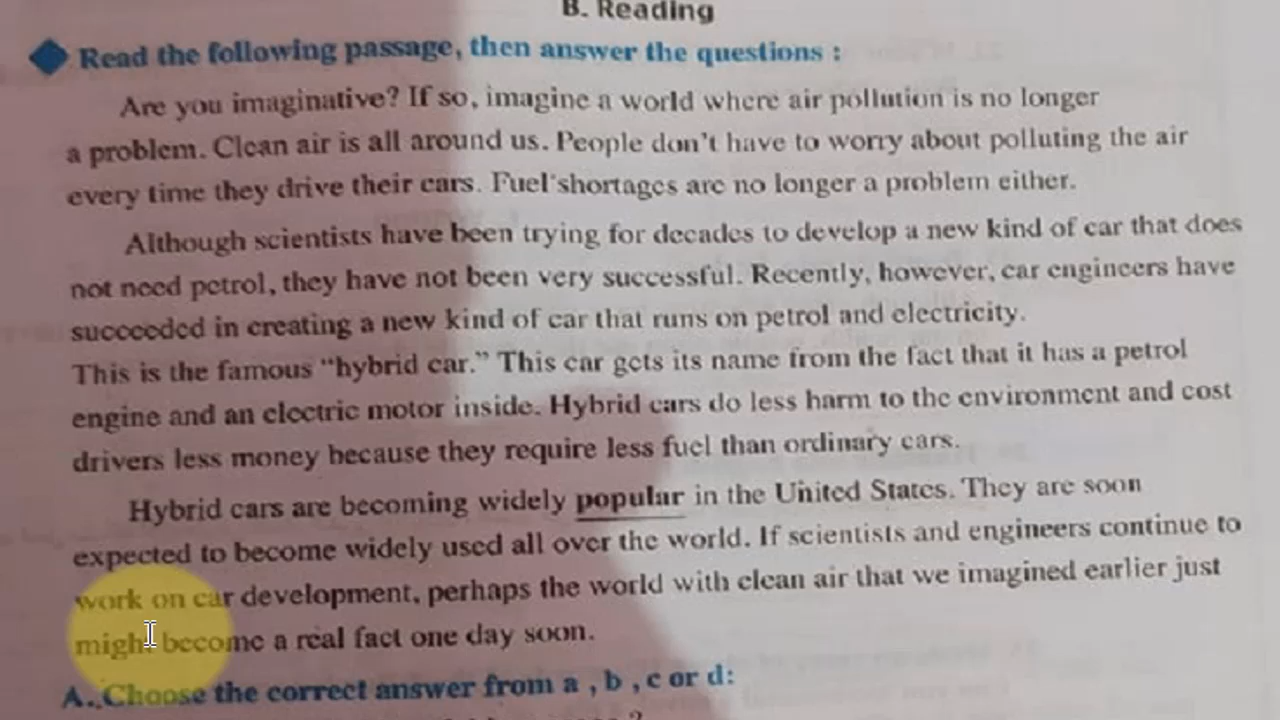 B. Reading
Read the following passage, then answer the questions :
Are you imaginative? If so, imagine a world where air pollution is no longer
a problem. Clean air is all around us. People don't have to worry about polluting the air
every time they drive their cars. Fuel shortages are no longer a problem either.
Although scientists have been trying for decades to develop a new kind of car that does
not need petrol, they have not been very successful. Recently, however, car engineers have
succeeded in creating a new kind of car that runs on petrol and electricity.
This is the famous "hybrid car." This car gets its name from the fact that it has a petrol
engine and an electric motor inside. Hybrid cars do less harm to the environment and cost
drivers less money because they require less fuel than ordinary cars.
Hybrid cars are becoming widely popular in the United States. They are soon
expected to become widely used all over the world. If scientists and engineers continue to
work on car development, perhaps the world with clean air that we imagined earlier just
might become a real fact one day soon.
A. Choose the correct answer from a , b , c or d: